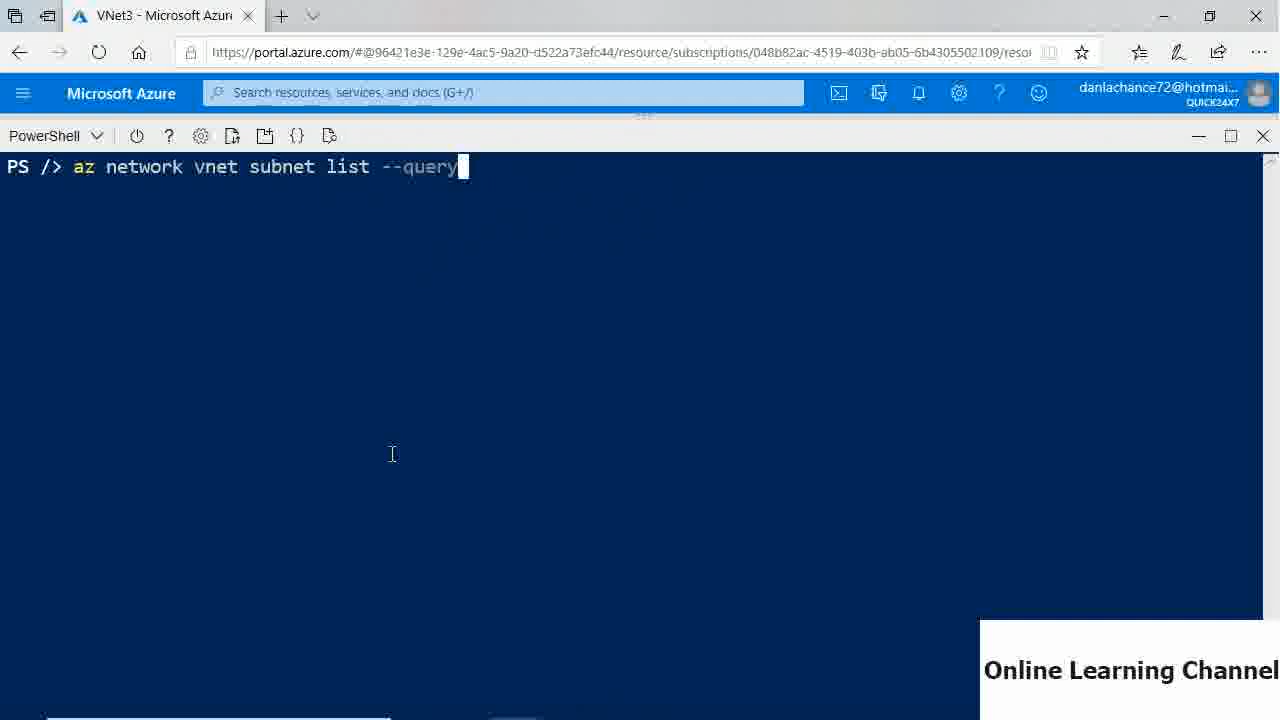 VNet3 - Microsoft Azure
https://portal.azure.com/#@96421e3e-129e-4ac5-9a20-d522a73efc44/resource/subscriptions/048b82ac-4519-403b-ab05-6b4305502109/resou
Microsoft Azure
Search resources, services, and docs (G+/)
danlachance72@hotmai...
QUICK24X7
PowerShell
PS /> az network vnet subnet list --query
Online Learning Channel